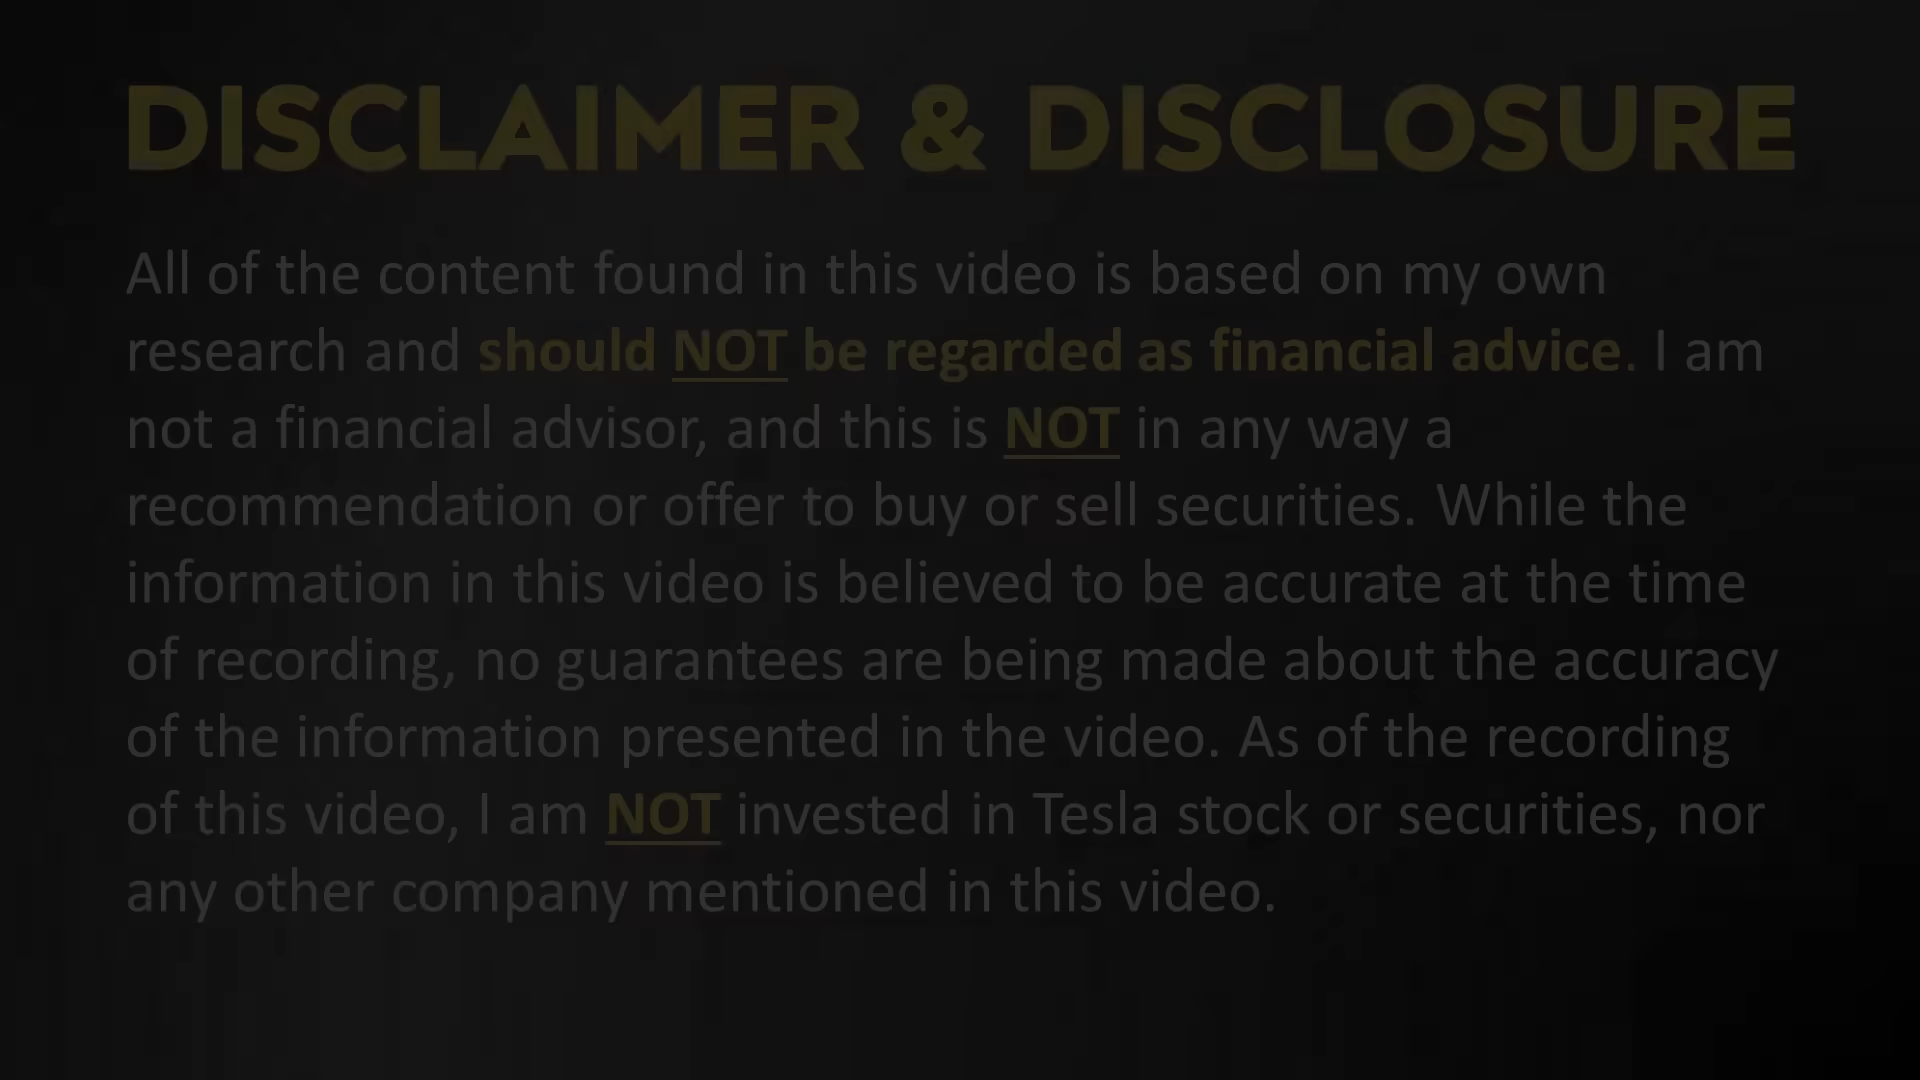 DISCLAIMER & DISCLOSURE
All of the content found in this video is based on my own
research and should NOT be regarded as financial advice. I am
not a financial advisor, and this is NOT in any way a
recommendation or offer to buy or sell securities. While the
information in this video is believed to be accurate at the time
of recording, no guarantees are being made about the accuracy
of the information presented in the video. As of the recording
of this video, I am NOT invested in Tesla stock or securities, nor
any other company mentioned in this video.